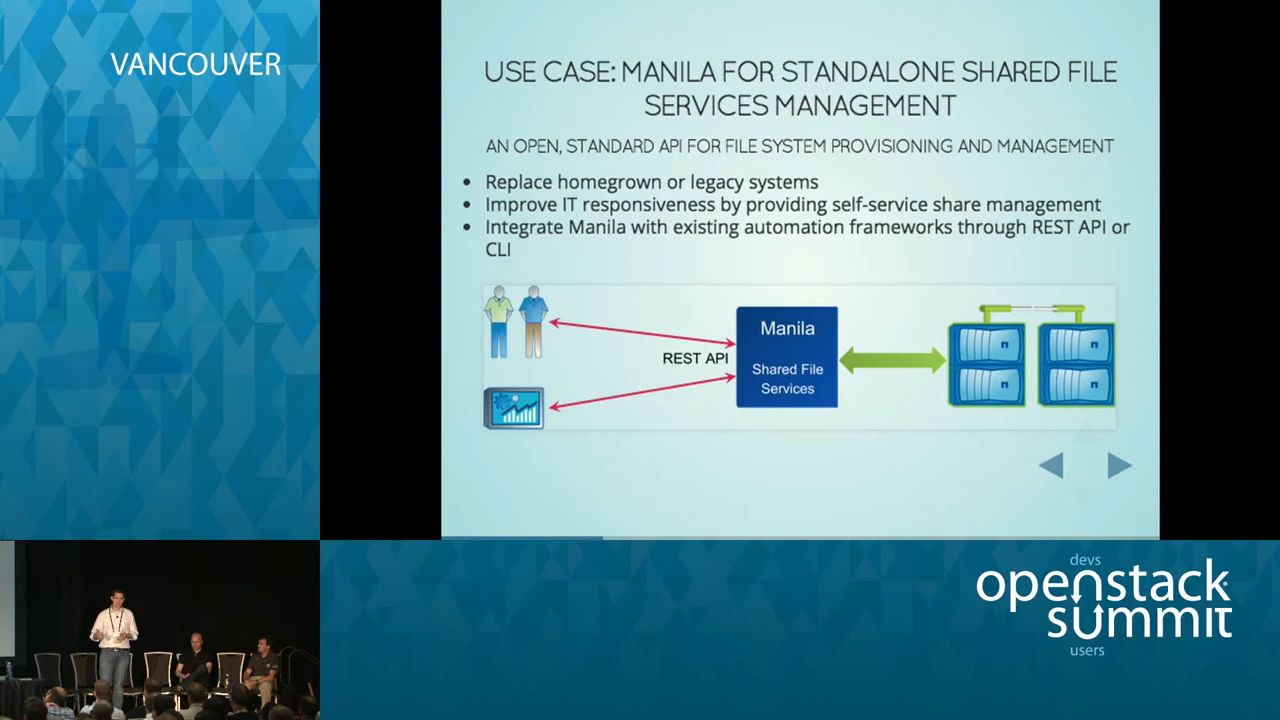 VANCOUVER
USE CASE: MANILA FOR STANDALONE SHARED FILE
SERVICES MANAGEMENT
AN OPEN, STANDARD API FOR FILE SYSTEM PROVISIONING AND MANAGEMENT
• Replace homegrown or legacy systems
• Improve IT responsiveness by providing self-service share management
• Integrate Manila with existing automation frameworks through REST API or
CLI
REST API
Manila
Shared File
Services
n
n
n
n
devs
openstack
summit
users